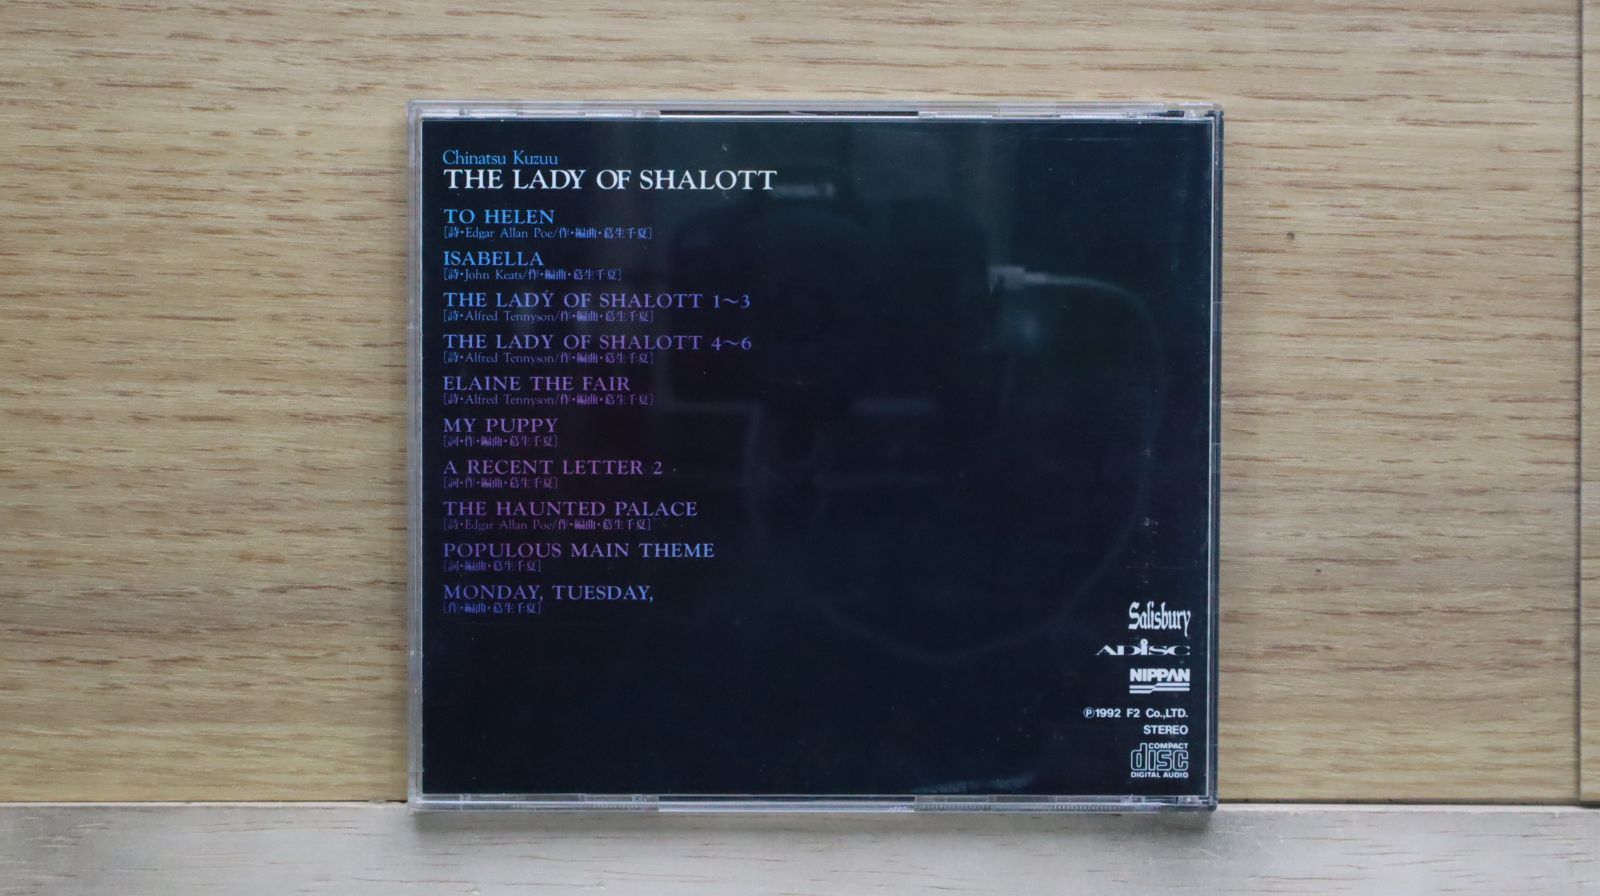 Chinatsu Kuzuu
THE LADY OF SHALOTT
TO HELEN
[詩・Edgar Allan Poe/作・編曲・葛生千夏]
ISABELLA
[詩・John Keats/作・編曲・葛生千夏]
THE LADY OF SHALOTT 1〜3
[詩・Alfred Tennyson/作・編曲・葛生千夏]
THE LADY OF SHALOTT 4〜6
[詩・Alfred Tennyson/作・編曲・葛生千夏]
ELAINE THE FAIR
[詩・Alfred Tennyson/作・編曲・葛生千夏]
MY PUPPY
[詞・作・編曲・葛生千夏]
A RECENT LETTER 2
[詞・作・編曲・葛生千夏]
THE HAUNTED PALACE
[詩・Edgar Allan Poe/作・編曲・葛生千夏]
POPULOUS MAIN THEME
[詞・編曲・葛生千夏]
MONDAY, TUESDAY,
[作・編曲・葛生千夏]
Salisbury
ADiSC
NIPPAN
Ⓟ1992 F2 Co.,LTD.
STEREO
COMPACT
disc
DIGITAL AUDIO